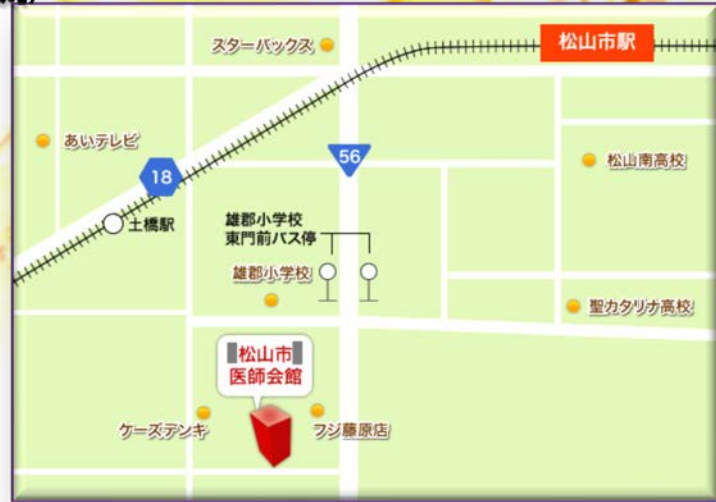 スターバックス
松山市駅
あいテレビ
56
松山南高校
18
土橋駅
雄郡小学校
東門前バス停
雄郡小学校
聖カタリナ高校
松山市
医師会館
ケーズデンキ
フジ藤原店